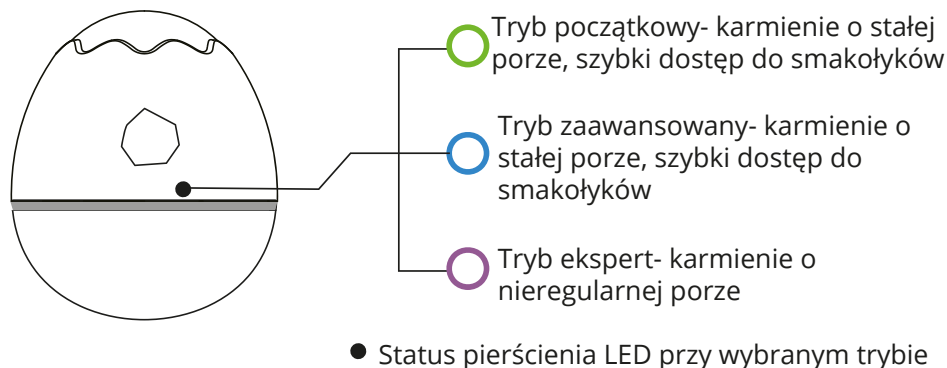 Tryb początkowy- karmienie o stałej
porze, szybki dostęp do smakołyków
Tryb zaawansowany- karmienie o
stałej porze, szybki dostęp do
smakołyków
Tryb ekspert- karmienie o
nieregularnej porze
● Status pierścienia LED przy wybranym trybie